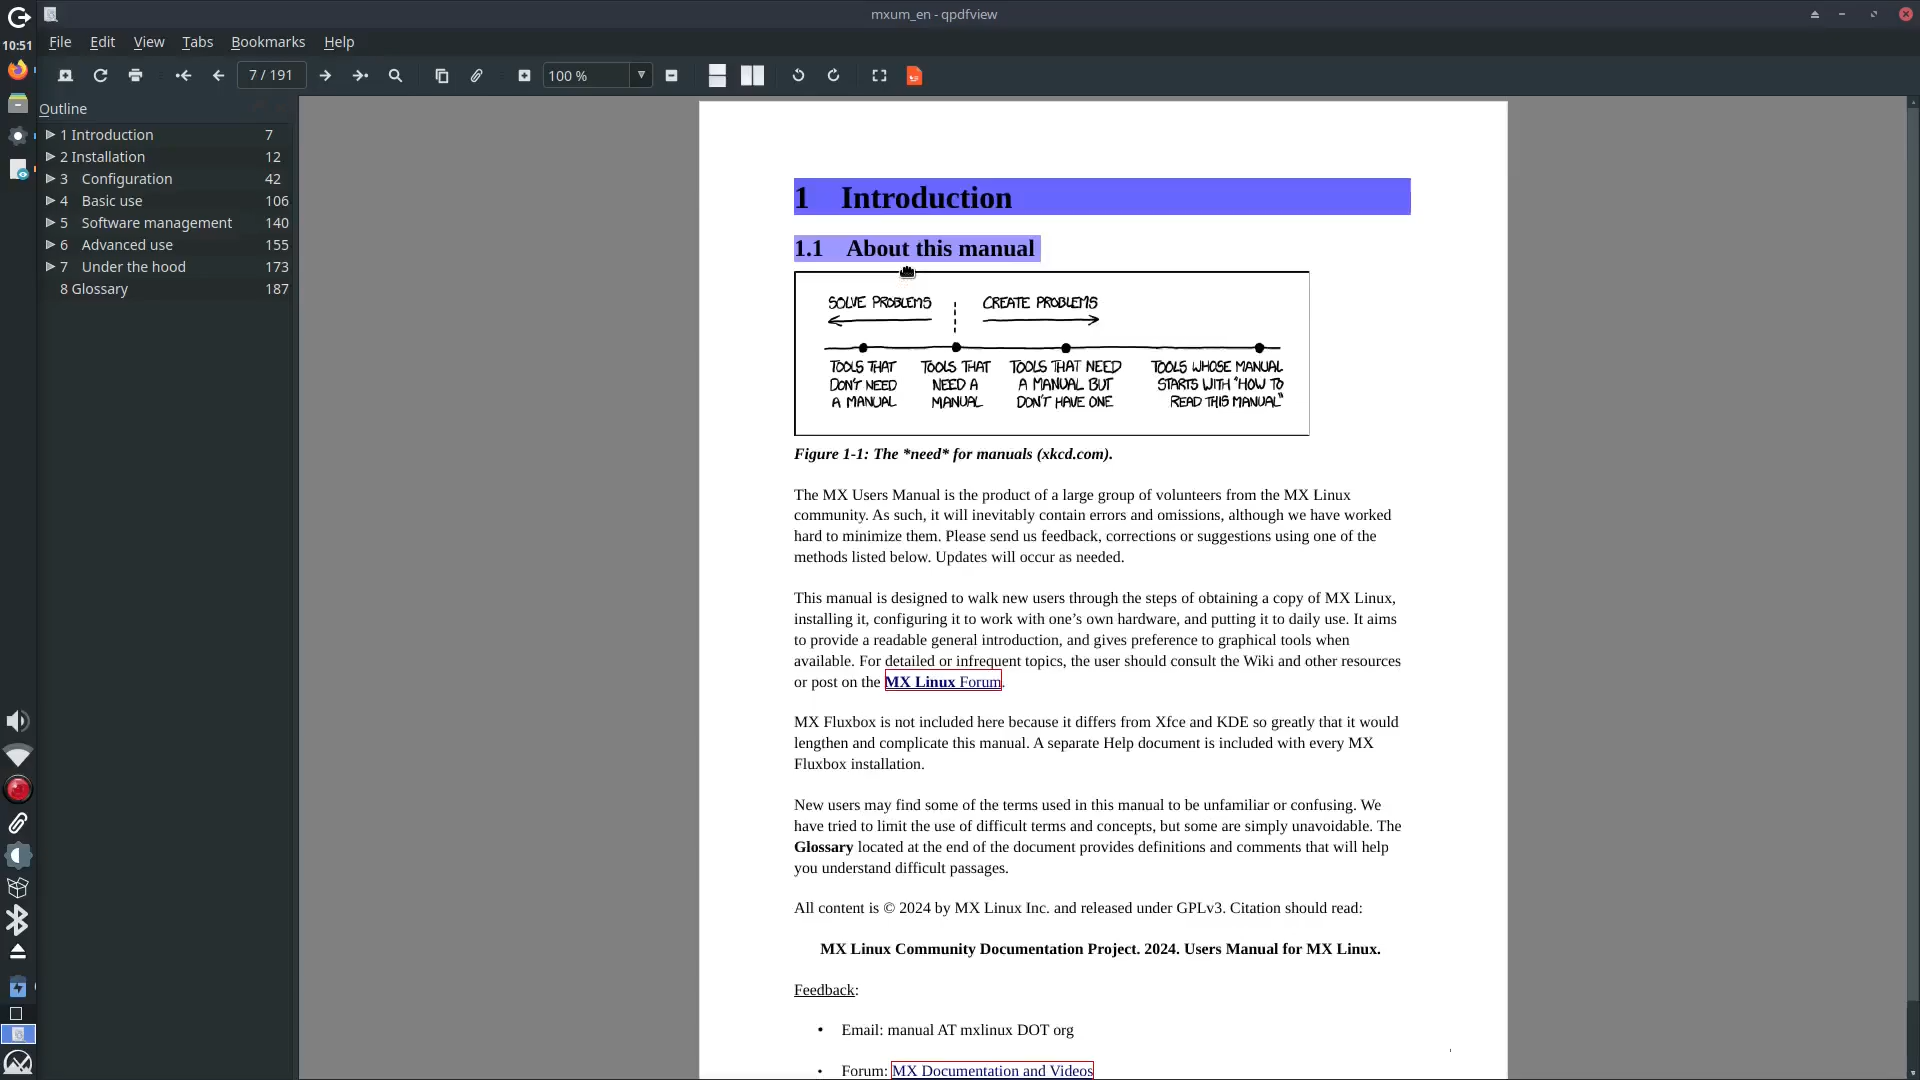 mxum_en - qpdfview
10:51
File Edit View Tabs Bookmarks Help
7 / 191
100 %
Outline
1 Introduction 7
2 Installation 12
3 Configuration 42
4 Basic use 106
5 Software management 140
6 Advanced use 155
7 Under the hood 173
8 Glossary 187
1 Introduction
1.1 About this manual
SOLVE PROBLEMS CREATE PROBLEMS
TOOLS THAT
DON'T NEED
A MANUAL
TOOLS THAT
NEED A
MANUAL
TOOLS THAT NEED
A MANUAL BUT
DON'T HAVE ONE
TOOLS WHOSE MANUAL
STARTS WITH "HOW TO
READ THIS MANUAL"
Figure 1-1: The *need* for manuals (xkcd.com).
The MX Users Manual is the product of a large group of volunteers from the MX Linux
community. As such, it will inevitably contain errors and omissions, although we have worked
hard to minimize them. Please send us feedback, corrections or suggestions using one of the
methods listed below. Updates will occur as needed.
This manual is designed to walk new users through the steps of obtaining a copy of MX Linux,
installing it, configuring it to work with one’s own hardware, and putting it to daily use. It aims
to provide a readable general introduction, and gives preference to graphical tools when
available. For detailed or infrequent topics, the user should consult the Wiki and other resources
or post on the MX Linux Forum.
MX Fluxbox is not included here because it differs from Xfce and KDE so greatly that it would
lengthen and complicate this manual. A separate Help document is included with every MX
Fluxbox installation.
New users may find some of the terms used in this manual to be unfamiliar or confusing. We
have tried to limit the use of difficult terms and concepts, but some are simply unavoidable. The
Glossary located at the end of the document provides definitions and comments that will help
you understand difficult passages.
All content is © 2024 by MX Linux Inc. and released under GPLv3. Citation should read:
MX Linux Community Documentation Project. 2024. Users Manual for MX Linux.
Feedback:
• Email: manual AT mxlinux DOT org
• Forum: MX Documentation and Videos